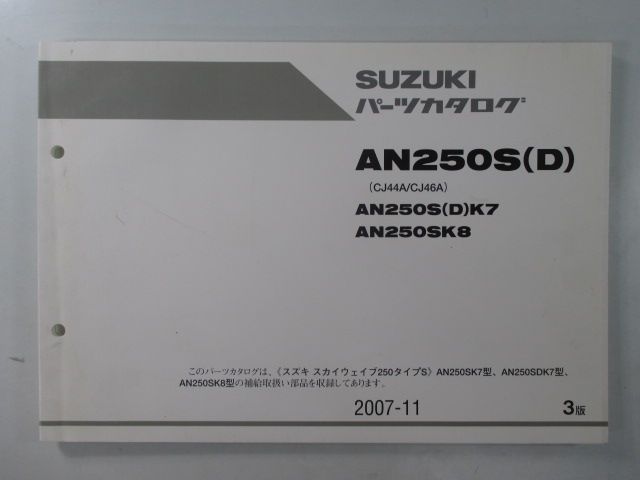 SUZUKI
パーツカタログ
AN250S(D)
(CJ44A/CJ46A)
AN250S(D)K7
AN250SK8
このパーツカタログは、《スズキ スカイウェイブ250タイプS》AN250SK7型、AN250SDK7型、
AN250SK8型の補給取扱い部品を収録してあります。
2007-11
3版